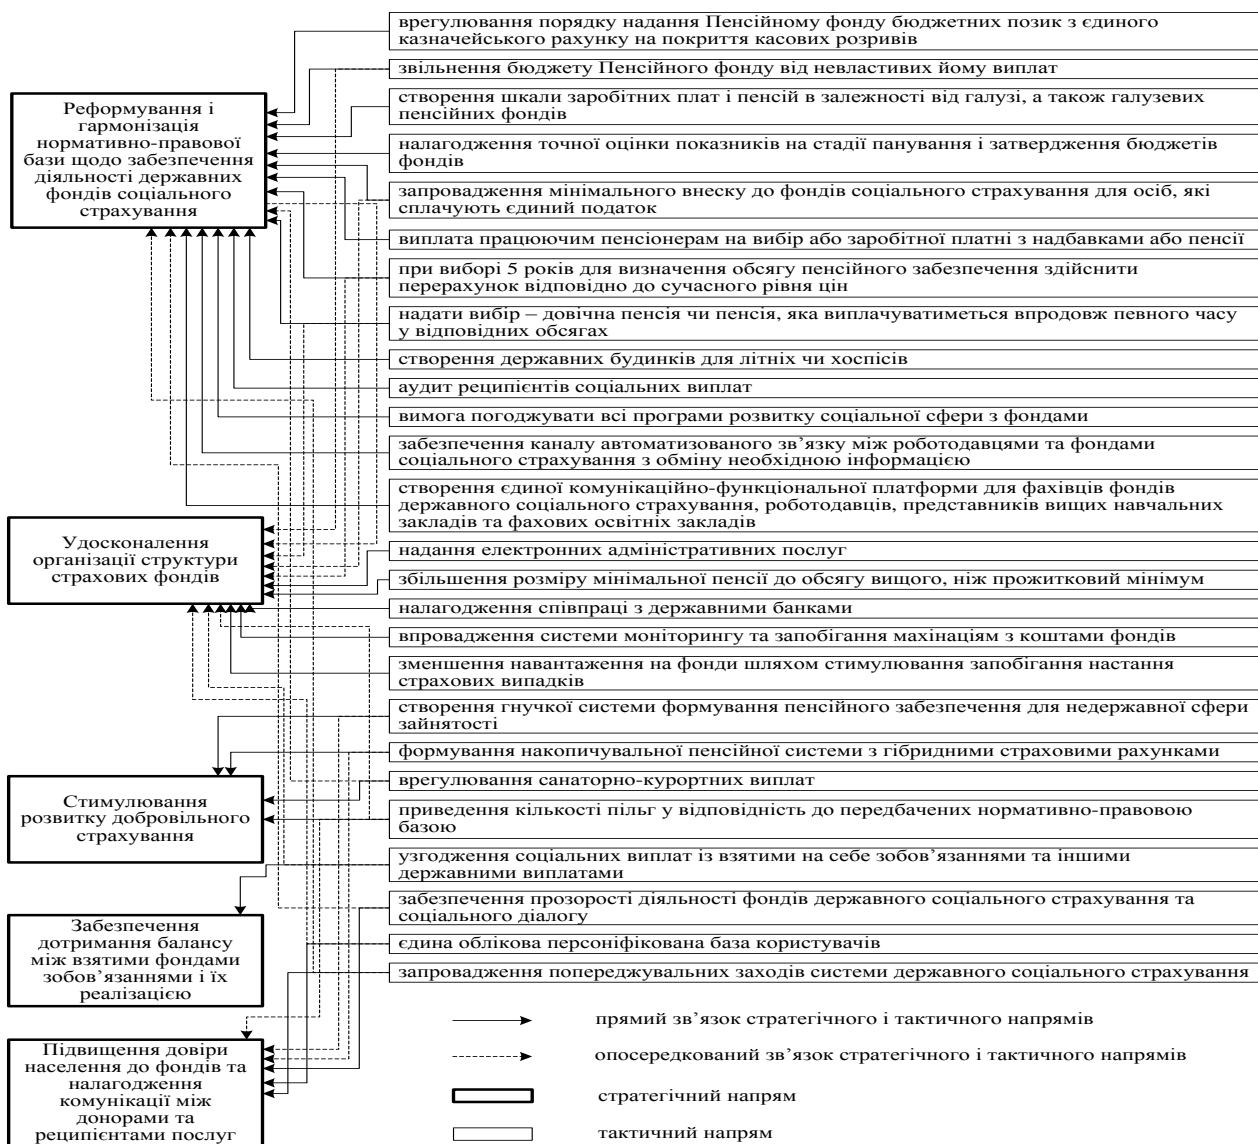 Реформування і
гармонізація
нормативно-правової
бази щодо забезпечення
діяльності державних
фондів соціального
страхування
Удосконалення
організації структури
страхових фондів
Стимулювання
розвитку добровільного
страхування
Забезпечення
дотримання балансу
між взятими фондами
зобов’язаннями і їх
реалізацією
Підвищення довіри
населення до фондів та
налагодження
комунікації між
донорами та
реципієнтами послуг
врегулювання порядку надання Пенсійному фонду бюджетних позик з єдиного
казначейського рахунку на покриття касових розривів
звільнення бюджету Пенсійного фонду від невластивих йому виплат
створення шкали заробітних плат і пенсій в залежності від галузі, а також галузевих
пенсійних фондів
налагодження точної оцінки показників на стадії панування і затвердження бюджетів
фондів
запровадження мінімального внеску до фондів соціального страхування для осіб, які
сплачують єдиний податок
виплата працюючим пенсіонерам на вибір або заробітної платні з надбавками або пенсії
при виборі 5 років для визначення обсягу пенсійного забезпечення здійснити
перерахунок відповідно до сучасного рівня цін
надати вибір – довічна пенсія чи пенсія, яка виплачуватиметься впродовж певного часу
у відповідних обсягах
створення державних будинків для літніх чи хоспісів
аудит реципієнтів соціальних виплат
вимога погоджувати всі програми розвитку соціальної сфери з фондами
забезпечення каналу автоматизованого зв’язку між роботодавцями та фондами
соціального страхування з обміну необхідною інформацією
створення єдиної комунікаційно-функціональної платформи для фахівців фондів
державного соціального страхування, роботодавців, представників вищих навчальних
закладів та фахових освітніх закладів
надання електронних адміністративних послуг
збільшення розміру мінімальної пенсії до обсягу вищого, ніж прожитковий мінімум
налагодження співпраці з державними банками
впровадження системи моніторингу та запобігання махінаціям з коштами фондів
зменшення навантаження на фонди шляхом стимулювання запобігання настання
страхових випадків
створення гнучкої системи формування пенсійного забезпечення для недержавної сфери
зайнятості
формування накопичувальної пенсійної системи з гібридними страховими рахунками
врегулювання санаторно-курортних виплат
приведення кількості пільг у відповідність до передбачених нормативно-правовою
базою
узгодження соціальних виплат із взятими на себе зобов’язаннями та іншими
державними виплатами
забезпечення прозорості діяльності фондів державного соціального страхування та
соціального діалогу
єдина облікова персоніфікована база користувачів
запровадження попереджувальних заходів системи державного соціального страхування
прямий зв’язок стратегічного і тактичного напрямів
опосередкований зв’язок стратегічного і тактичного напрямів
стратегічний напрям
тактичний напрям